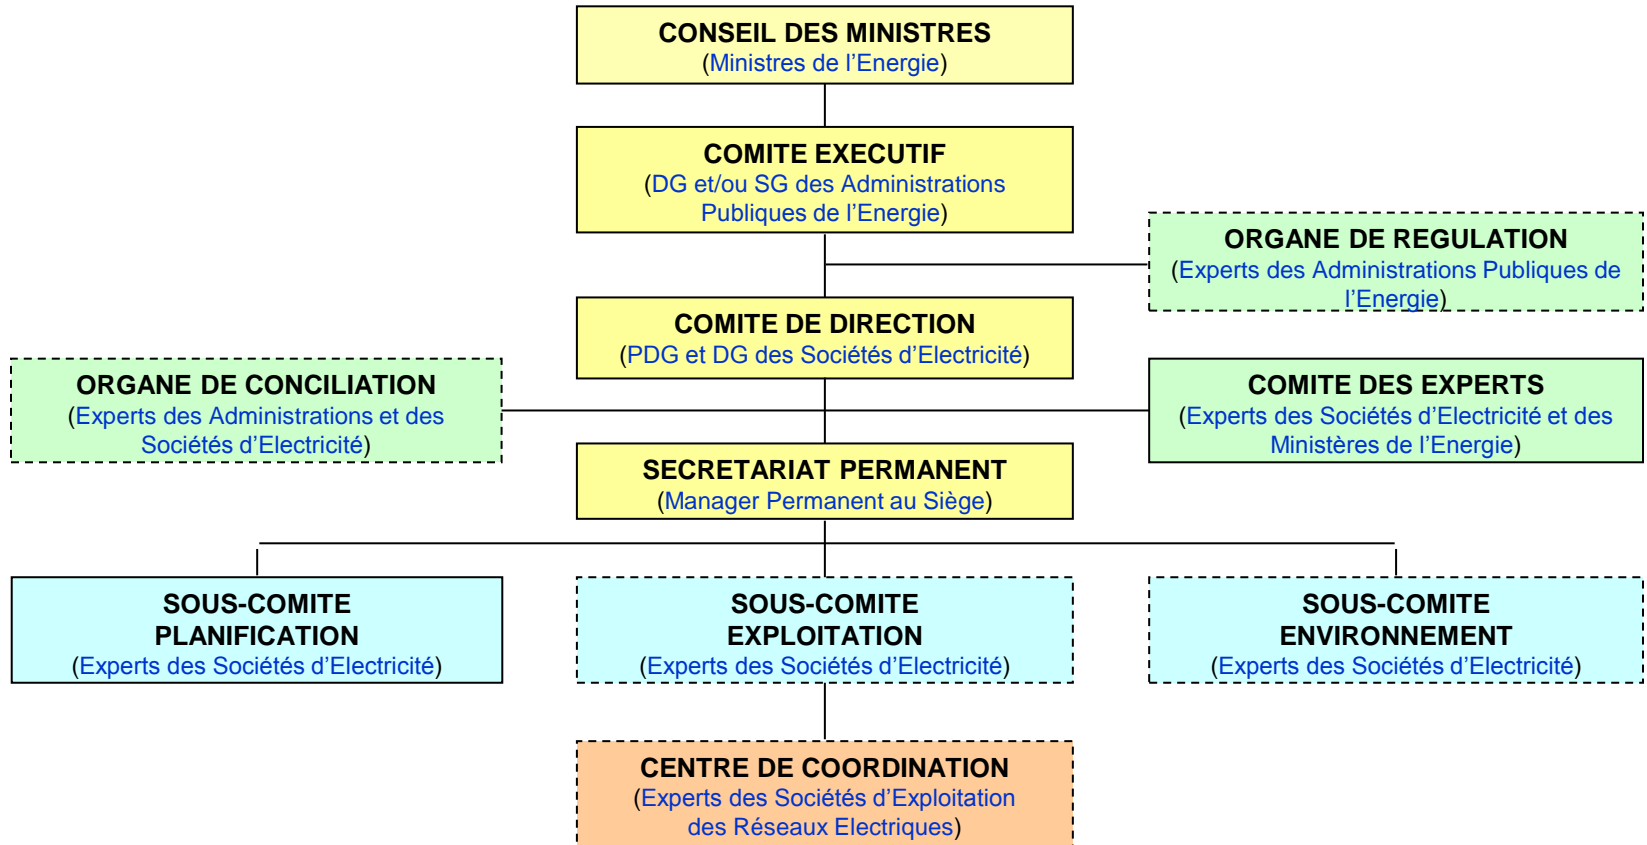 CONSEIL DES MINISTRES
(Ministres de l’Energie)
COMITE EXECUTIF
(DG et/ou SG des Administrations
Publiques de l’Energie)
ORGANE DE REGULATION
(Experts des Administrations Publiques de
l’Energie)
COMITE DE DIRECTION
(PDG et DG des Sociétés d’Electricité)
ORGANE DE CONCILIATION
(Experts des Administrations et des
Sociétés d’Electricité)
COMITE DES EXPERTS
(Experts des Sociétés d’Electricité et des
Ministères de l’Energie)
SECRETARIAT PERMANENT
(Manager Permanent au Siège)
SOUS-COMITE
PLANIFICATION
(Experts des Sociétés d’Electricité)
SOUS-COMITE
EXPLOITATION
(Experts des Sociétés d’Electricité)
SOUS-COMITE
ENVIRONNEMENT
(Experts des Sociétés d’Electricité)
CENTRE DE COORDINATION
(Experts des Sociétés d’Exploitation
des Réseaux Electriques)